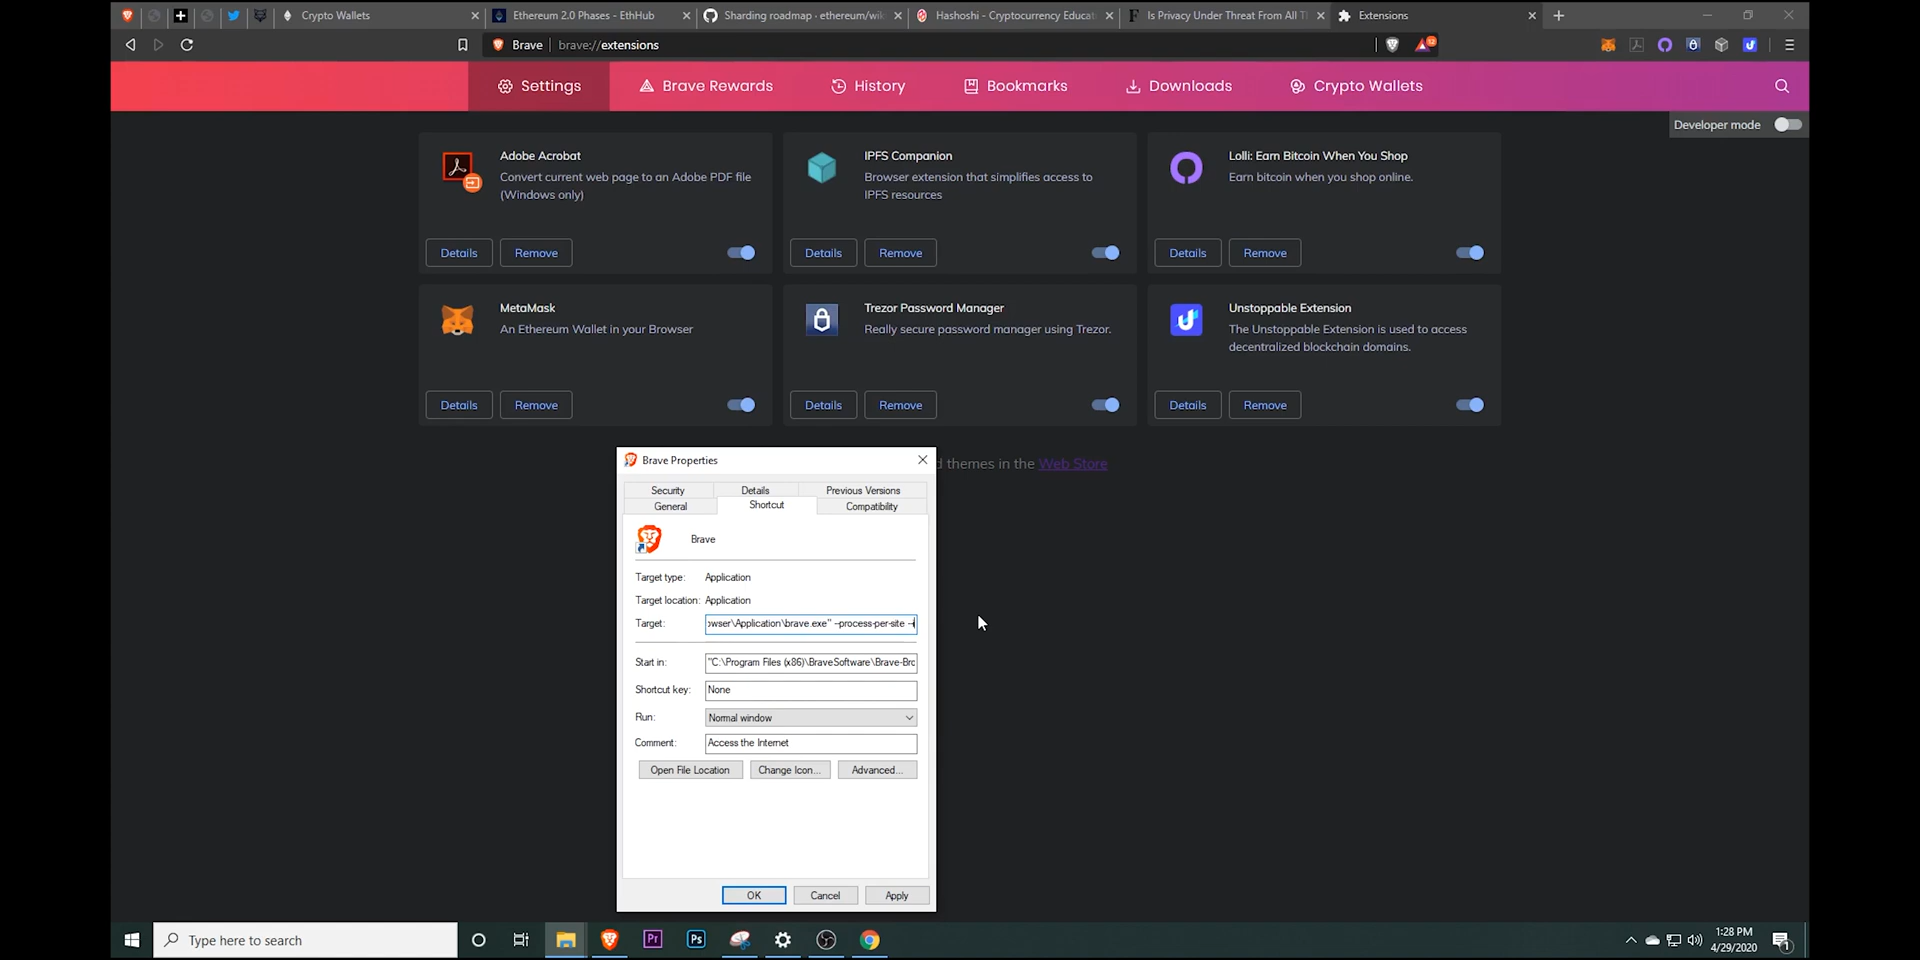 Crypto Wallets
Ethereum 2.0 Phases - EthHub
Sharding roadmap · ethereum/wik
Hashoshi - Cryptocurrency Educat
Is Privacy Under Threat From All T
Extensions
Brave
brave://extensions
12
Settings
Brave Rewards
History
Bookmarks
Downloads
Crypto Wallets
Developer mode
Adobe Acrobat
Convert current web page to an Adobe PDF file
(Windows only)
Details
Remove
IPFS Companion
Browser extension that simplifies access to
IPFS resources
Details
Remove
Lolli: Earn Bitcoin When You Shop
Earn bitcoin when you shop online.
Details
Remove
MetaMask
An Ethereum Wallet in your Browser
Details
Remove
Trezor Password Manager
Really secure password manager using Trezor.
Details
Remove
Unstoppable Extension
The Unstoppable Extension is used to access
decentralized blockchain domains.
Details
Remove
d themes in the Web Store
Brave Properties
Security
Details
Previous Versions
General
Shortcut
Compatibility
Brave
Target type: Application
Target location: Application
Target: owser\Application\brave.exe" --process-per-site --
Start in: "C:\Program Files (x86)\BraveSoftware\Brave-Bro
Shortcut key: None
Run: Normal window
Comment: Access the Internet
Open File Location
Change Icon...
Advanced...
OK
Cancel
Apply
Type here to search
Pr
Ps
1:28 PM
4/29/2020
1